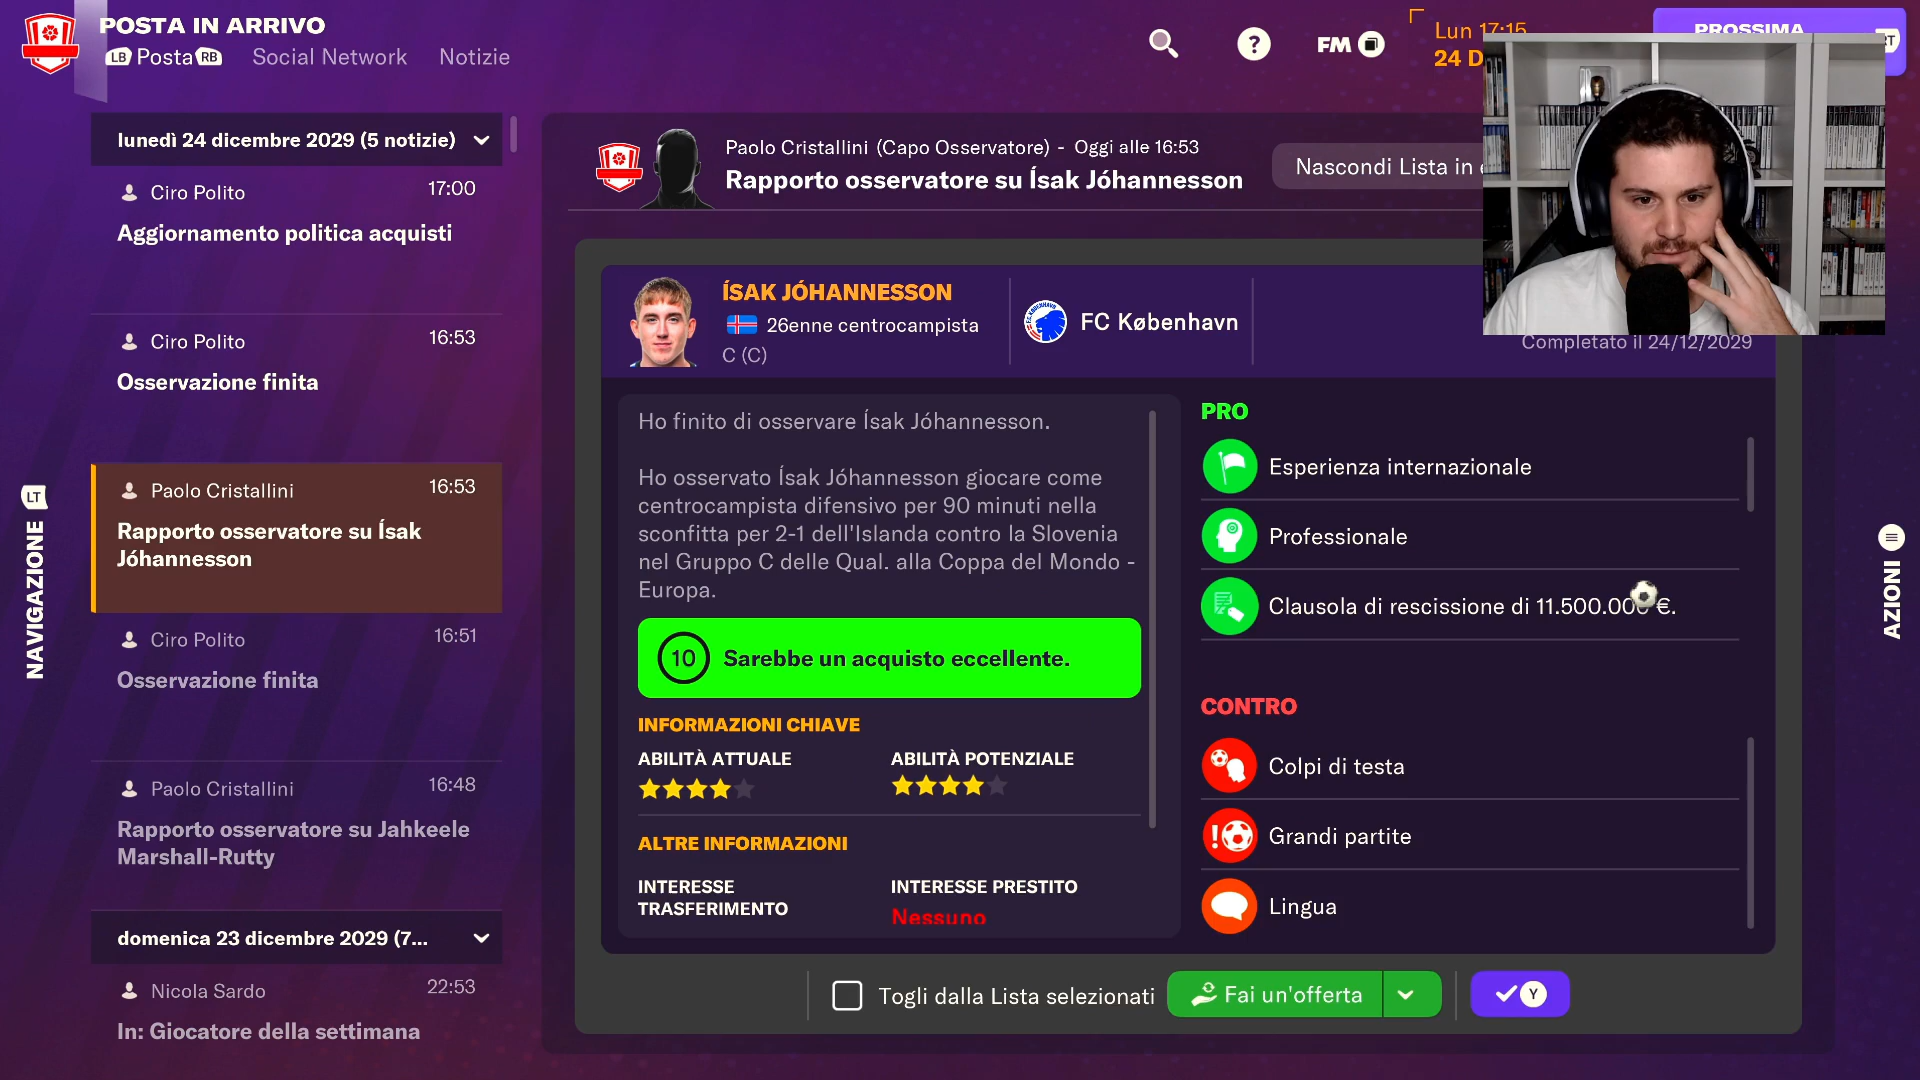 POSTA IN ARRIVO
LB Posta RB Social Network Notizie
FM
Lun 17:15
24 D
PROSSIMA
lunedì 24 dicembre 2029 (5 notizie)
Ciro Polito 17:00
Aggiornamento politica acquisti
Ciro Polito 16:53
Osservazione finita
Paolo Cristallini 16:53
Rapporto osservatore su Ísak
Jóhannesson
Ciro Polito 16:51
Osservazione finita
Paolo Cristallini 16:48
Rapporto osservatore su Jahkeele
Marshall-Rutty
domenica 23 dicembre 2029 (7...
Nicola Sardo 22:53
In: Giocatore della settimana
NAVIGAZIONE LT
Paolo Cristallini (Capo Osservatore) - Oggi alle 16:53
Rapporto osservatore su Ísak Jóhannesson
Nascondi Lista in
ÍSAK JÓHANNESSON
26enne centrocampista
C (C)
FC København
Completato il 24/12/2029
Ho finito di osservare Ísak Jóhannesson.
Ho osservato Ísak Jóhannesson giocare come
centrocampista difensivo per 90 minuti nella
sconfitta per 2-1 dell'Islanda contro la Slovenia
nel Gruppo C delle Qual. alla Coppa del Mondo -
Europa.
10 Sarebbe un acquisto eccellente.
INFORMAZIONI CHIAVE
ABILITÀ ATTUALE ABILITÀ POTENZIALE
ALTRE INFORMAZIONI
INTERESSE
TRASFERIMENTO
INTERESSE PRESTITO
Nessuno
PRO
Esperienza internazionale
Professionale
Clausola di rescissione di 11.500.000 €.
CONTRO
Colpi di testa
Grandi partite
Lingua
Togli dalla Lista selezionati
Fai un'offerta
Y
AZIONI